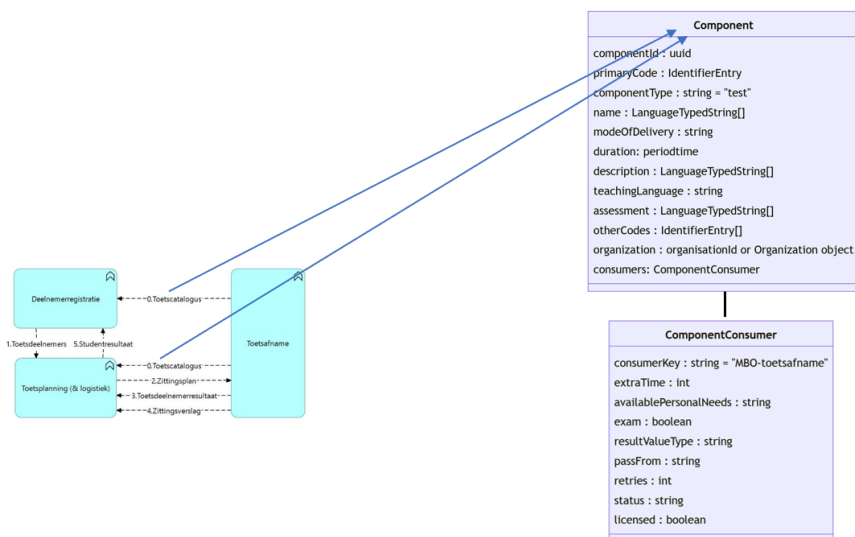 Component
componentId : uuid
primaryCode : IdentifierEntry
componentType : string = "test"
name : LanguageTypedString[]
modeOfDelivery : string
duration: periodtime
description : LanguageTypedString[]
teachingLanguage : string
assessment : LanguageTypedString[]
otherCodes : IdentifierEntry[]
organization : organisationId or Organization object
consumers: ComponentConsumer
Deelnemerregistratie
0.Toetscatalogus
Toetsafname
1.Toetsdeelnemers
5.Studentresultaat
Toetsplanning (& logistiek)
0.Toetscatalogus
2.Zittingsplan
3.Toetsdeelnemerresultaat
4.Zittingsverslag
ComponentConsumer
consumerKey : string = "MBO-toetsafname"
extraTime : int
availablePersonalNeeds : string
exam : boolean
resultValueType : string
passFrom : string
retries : int
status : string
licensed : boolean